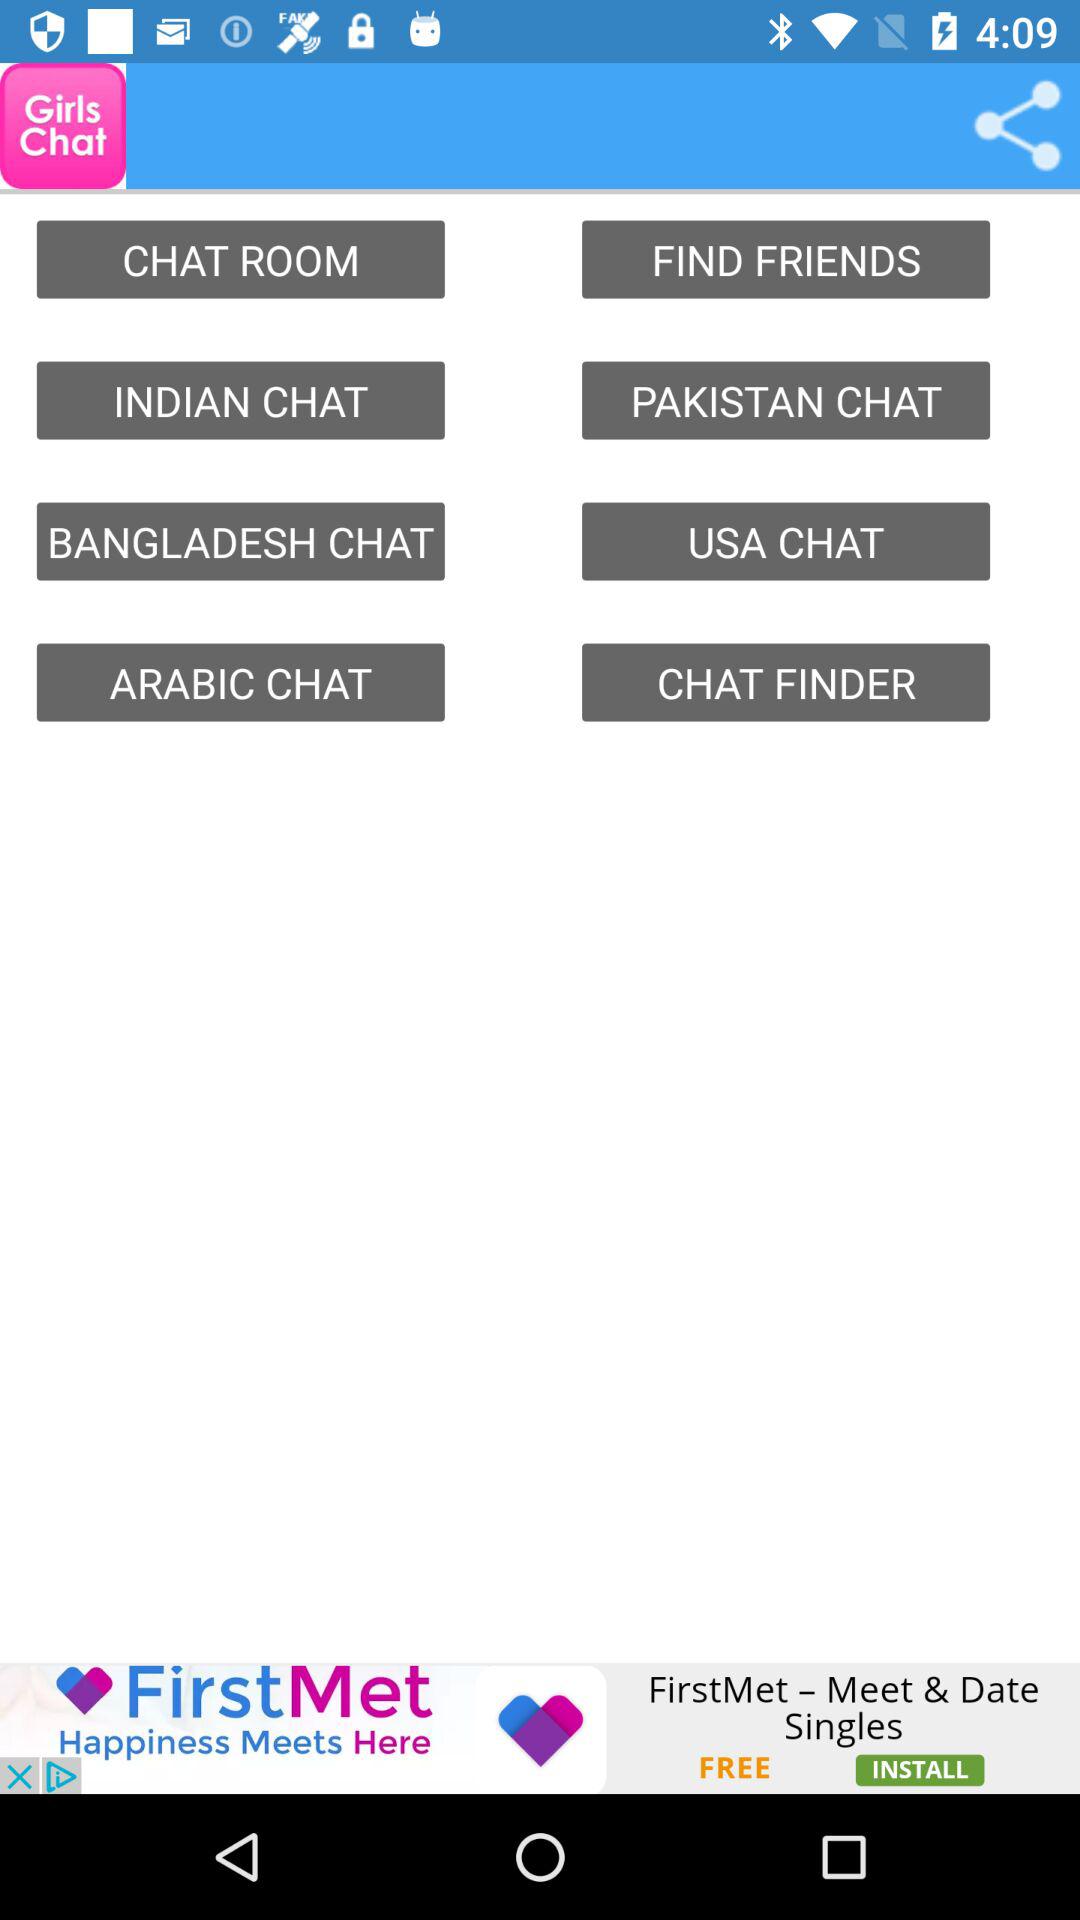 FAKE
4:09
Girls
Chat
CHAT ROOM
FIND FRIENDS
INDIAN CHAT
PAKISTAN CHAT
BANGLADESH CHAT
USA CHAT
ARABIC CHAT
CHAT FINDER
FirstMet
Happiness Meets Here
FirstMet – Meet & Date
Singles
FREE
INSTALL